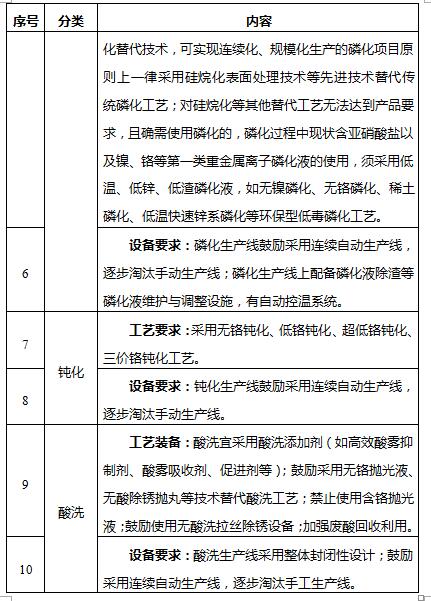 序号 分类 内容
化替代技术，可实现连续化、规模化生产的磷化项目原
则上一律采用硅烷化表面处理技术等先进技术替代传
统磷化工艺；对硅烷化等其他替代工艺无法达到产品要
求，且确需使用磷化的，磷化过程中现状含亚硝酸盐以
及镍、铬等第一类重金属离子磷化液的使用，须采用低
温、低锌、低渣磷化液，如无镍磷化、无铬磷化、稀土
磷化、低温快速锌系磷化等环保型低毒磷化工艺。
6
设备要求：磷化生产线鼓励采用连续自动生产线，
逐步淘汰手动生产线；磷化生产线上配备磷化液除渣等
磷化液维护与调整设施，有自动控温系统。
7
钝化
工艺要求：采用无铬钝化、低铬钝化、超低铬钝化、
三价铬钝化工艺。
8
设备要求：钝化生产线鼓励采用连续自动生产线，
逐步淘汰手动生产线。
9
酸洗
工艺装备：酸洗宜采用酸洗添加剂（如高效酸雾抑
制剂、酸雾吸收剂、促进剂等）；鼓励采用无铬抛光液、
无酸除锈抛丸等技术替代酸洗工艺；禁止使用含铬抛光
液；鼓励使用无酸洗拉丝除锈设备；加强废酸回收利用。
10
设备要求：酸洗生产线采用整体封闭性设计；鼓励
采用连续自动生产线，逐步淘汰手工生产线。